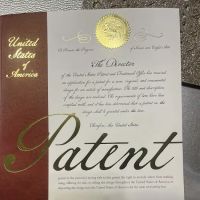 United
States
of
America
To Promote the Progress
of Science and Useful Arts
The Director
of the United States Patent and Trademark Office has received
an application for a patent for a new, original, and ornamental
design for an article of manufacture. The title and description
of the design are enclosed. The requirements of law have been
complied with, and it has been determined that a patent on the
design shall be granted under the law.
Therefore, this United States
Patent